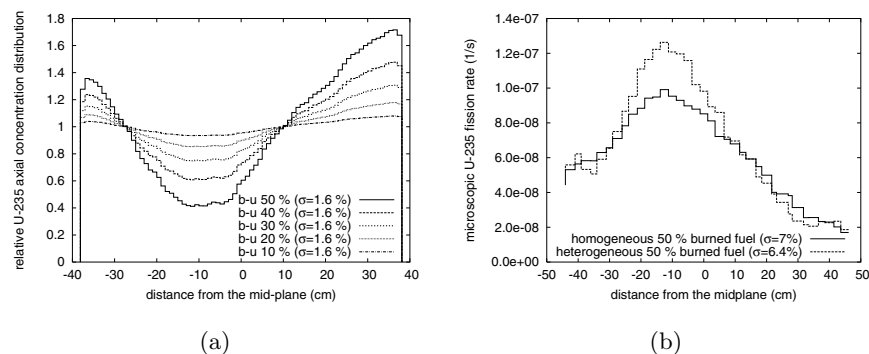 relative U-235 axial concentration distribution
1.8
1.6
1.4
1.2
1
0.8
0.6
0.4
0.2
0
b-u 50 % (σ=1.6 %)
b-u 40 % (σ=1.6 %)
b-u 30 % (σ=1.6 %)
b-u 20 % (σ=1.6 %)
b-u 10 % (σ=1.6 %)
-40 -30 -20 -10 0 10 20 30 40
distance from the mid-plane (cm)
(a)
microscopic U-235 fission rate (1/s)
1.4e-07
1.2e-07
1.0e-07
8.0e-08
6.0e-08
4.0e-08
2.0e-08
0.0e+00
homogeneous 50 % burned fuel (σ=7%)
heterogeneous 50 % burned fuel (σ=6.4%)
-50 -40 -30 -20 -10 0 10 20 30 40 50
distance from the midplane (cm)
(b)